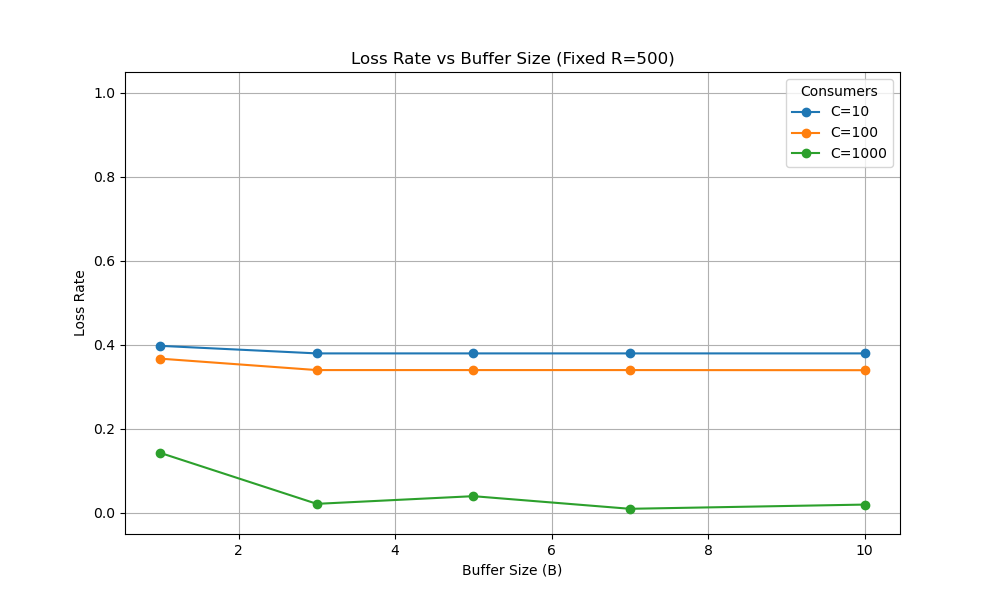 Loss Rate vs Buffer Size (Fixed R=500)
Consumers
C=10
C=100
C=1000
Loss Rate
1.0
0.8
0.6
0.4
0.2
0.0
2
4
6
8
10
Buffer Size (B)